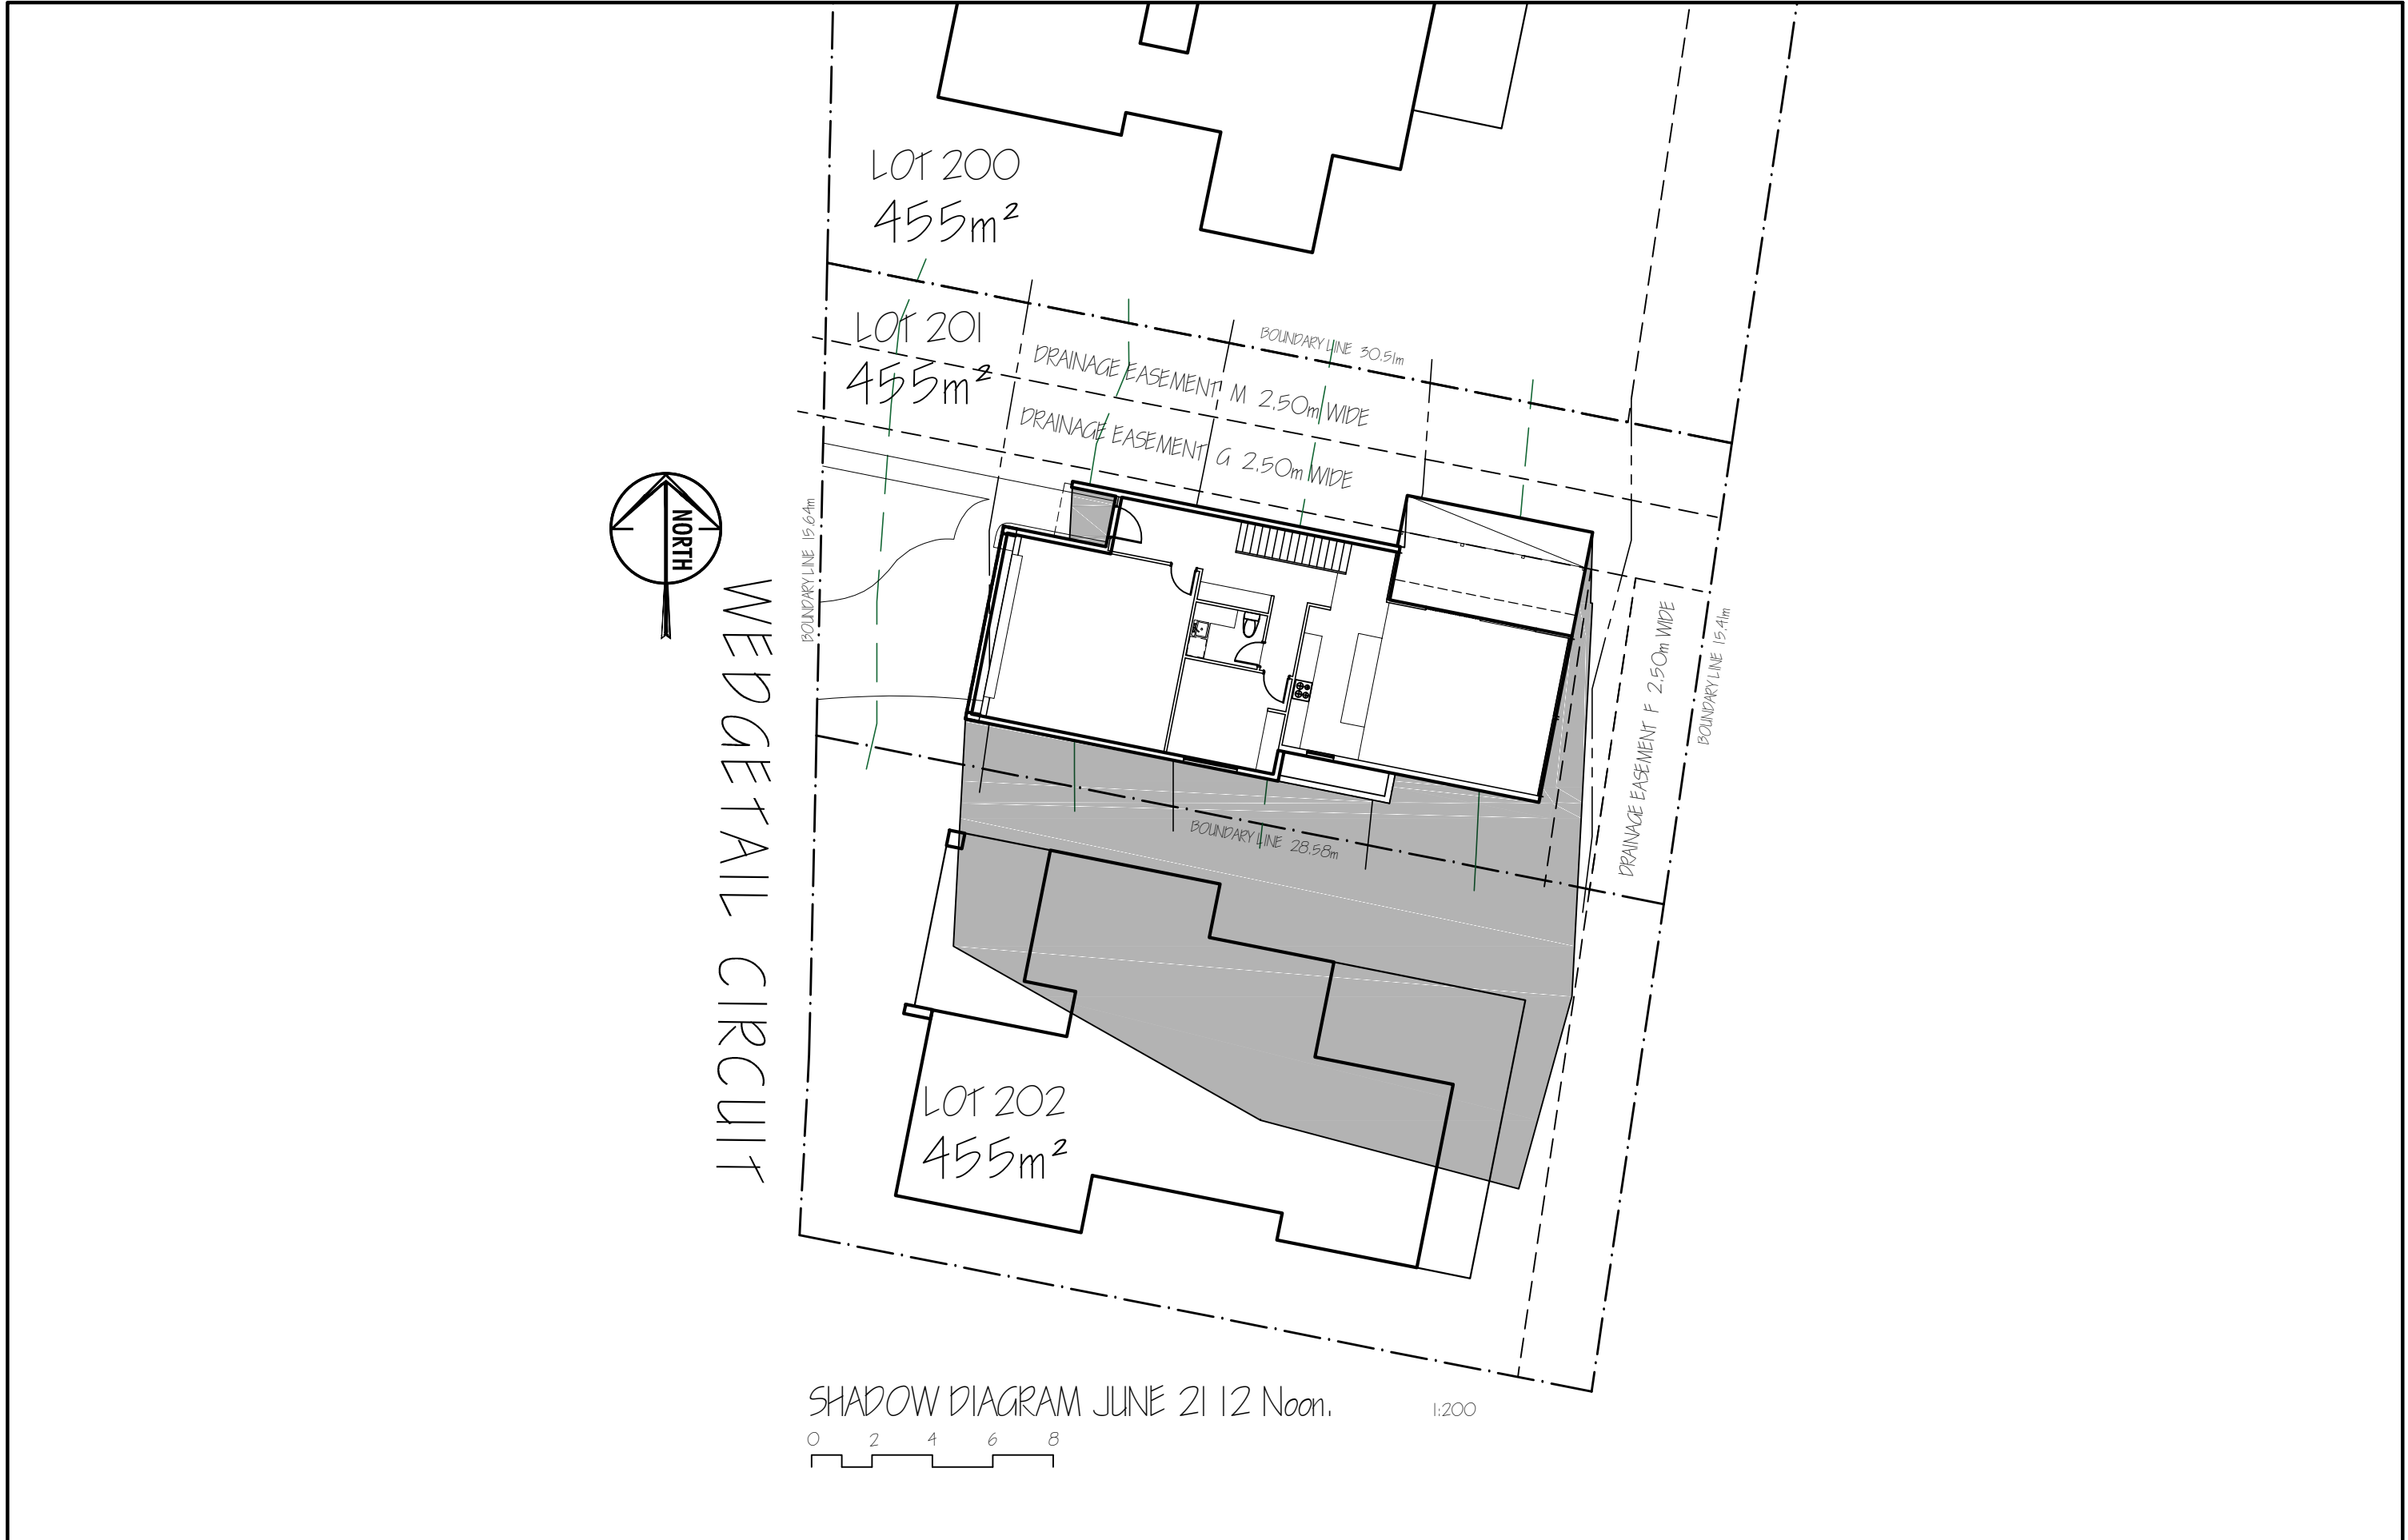 LOT 200
455m²
LOT 201
455m²
BOUNDARY LINE 30.51m
DRAINAGE EASEMENT M 2.50m WIDE
DRAINAGE EASEMENT G 2.50m WIDE
NORTH
BOUNDARY LINE 15.64m
WEDGETAIL CIRCUIT
DRAINAGE EASEMENT F 2.50m WIDE
BOUNDARY LINE 15.41m
BOUNDARY LINE 28.58m
LOT 202
455m²
SHADOW DIAGRAM JUNE 21 12 Noon.
1:200
0 2 4 6 8